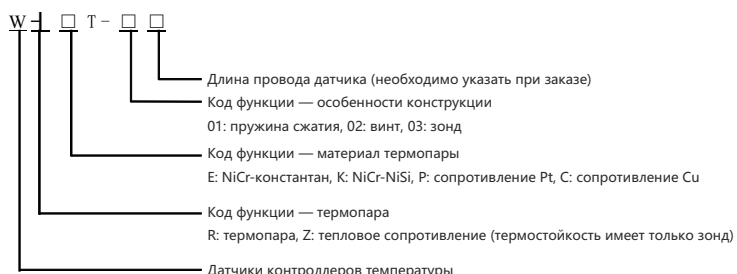 W - □ T - □ □
Длина провода датчика (необходимо указать при заказе)
Код функции — особенности конструкции
01: пружина сжатия, 02: винт, 03: зонд
Код функции — материал термопары
E: NiCr-константан, K: NiCr-NiSi, P: сопротивление Pt, C: сопротивление Cu
Код функции — термопара
R: термопара, Z: тепловое сопротивление (термостойкость имеет только зонд)
Датчики контроллеров температуры